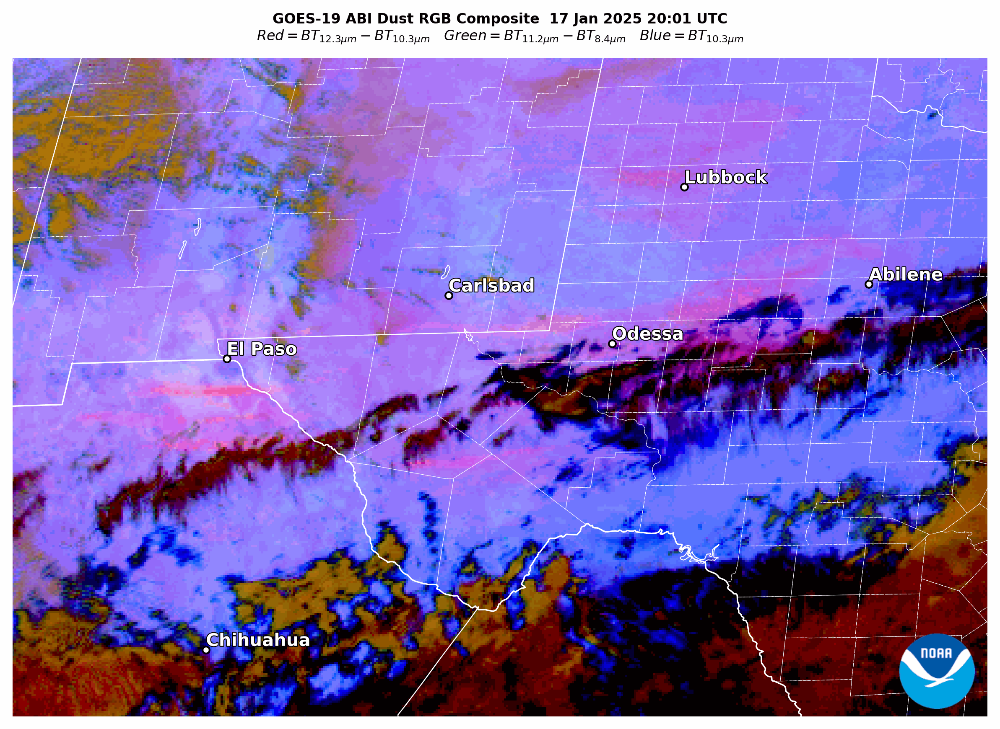 GOES-19 ABI Dust RGB Composite 17 Jan 2025 20:01 UTC
Red = BT12.3μm − BT10.3μm Green = BT11.2μm − BT8.4μm Blue = BT10.3μm
Lubbock
Abilene
Carlsbad
Odessa
El Paso
Chihuahua
NOAA